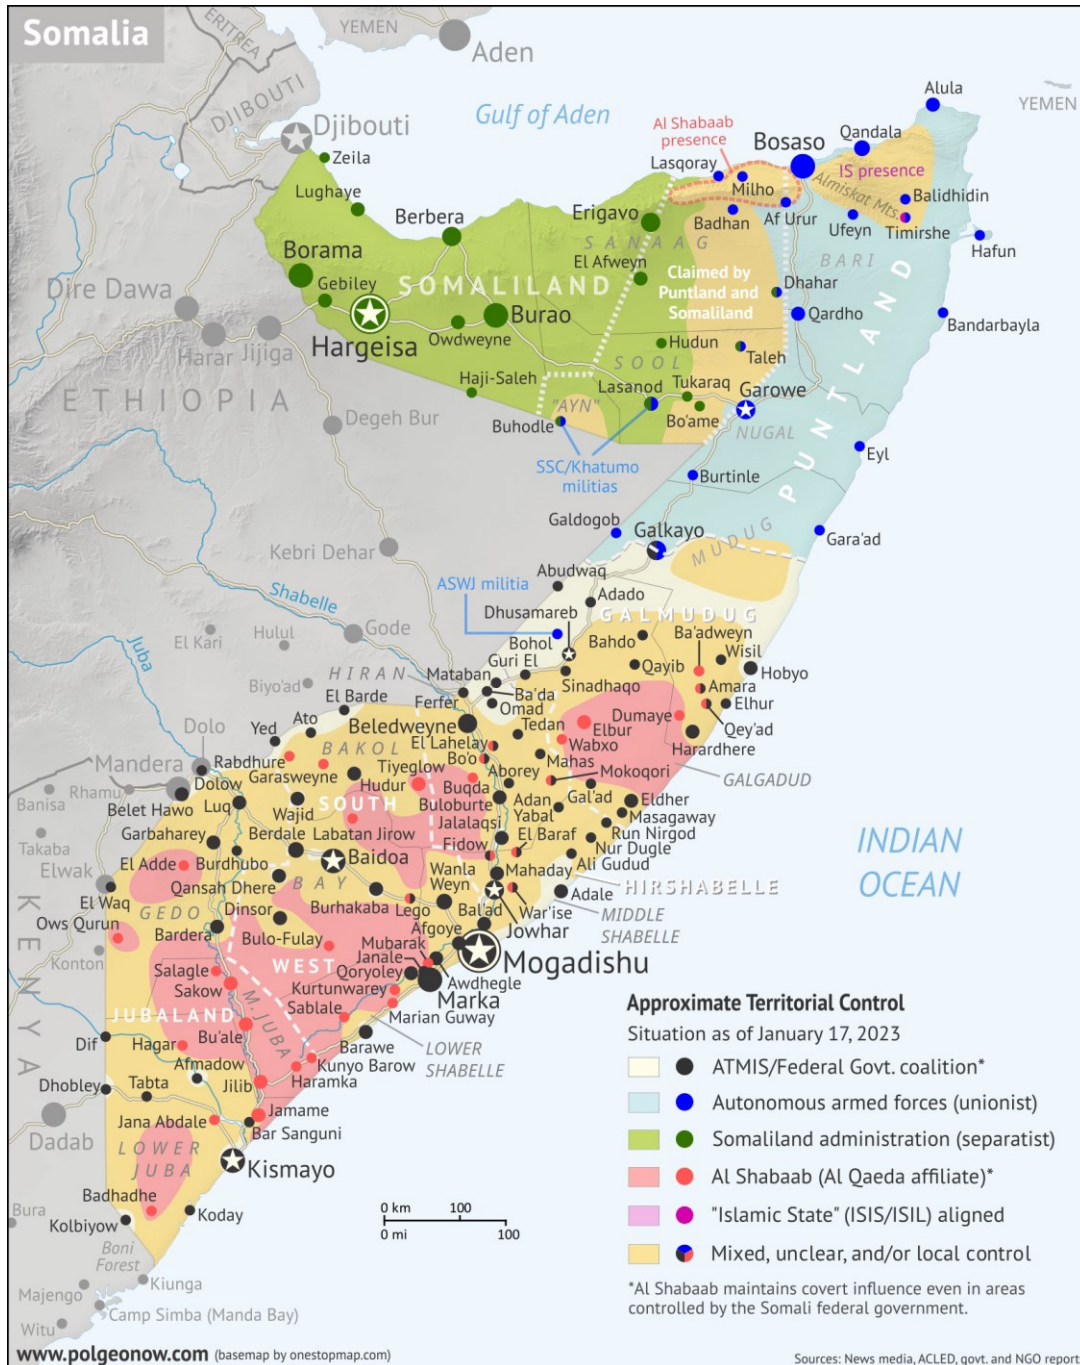 Somalia
ERITREA
YEMEN
Aden
DJIBOUTI
Djibouti
Gulf of Aden
YEMEN
Alula
Al Shabaab
presence
Bosaso
Qandala
Zeila
Lasqoray
IS presence
Lughaye
Milho
Almiskat Mts.
Balidhidin
Berbera
Erigavo
Badhan
Af Urur
Ufeyn
Timirshe
SANAAG
Hafun
Borama
El Afweyn
BARI
Gebiley
SOMALILAND
Claimed by
Puntland and
Somaliland
Dhahar
Dire Dawa
Qardho
Bandarbayla
Burao
Harar
Jijiga
Hargeisa
Owdweyne
Hudun
Taleh
PUNTLAND
SOOL
Haji-Saleh
Lasanod
Tukaraq
Garowe
ETHIOPIA
"AYN"
Degeh Bur
Buhodle
Bo'ame
NUGAL
Eyl
SSC/Khatumo
militias
Burtinle
Galdogob
Galkayo
Gara'ad
MUDUG
Kebri Dehar
Abudwaq
ASWJ militia
Adado
Shabelle
Dhusamareb
GALMUDUG
El Kari
Hulul
Gode
Bohol
Bahdo
Ba'adweyn
Juba
Wisil
Guri El
Qayib
Hobyo
HIRAN
Mataban
Sinadhaqo
Amara
Biyo'ad
Ba'da
El Barde
Ferfer
Omad
Elhur
Dolo
Ato
Beledweyne
Tedan
Dumaye
Qey'ad
Yed
Elbur
BAKOL
El Lahelay
Wabxo
Harardhere
Mandera
Rabdhure
Bo'o
Mahas
Garasweyne
Tiyeglow
Aborey
Mokoqori
GALGADUD
Rhamu
Dolow
Hudur
Buqda
Banisa
Luq
Gal'ad
Belet Hawo
Wajid
SOUTH
Buloburte
Adan
Yabal
Eldher
Masagaway
Garbaharey
Berdale
Labatan Jirow
Jalalaqsi
Run Nirgod
Takaba
El Baraf
Nur Dugle
INDIAN
OCEAN
Baidoa
Fidow
Elwak
El Adde
Burdhubo
Ali Gudud
Wanla
Weyn
Mahaday
Qansah Dhere
BAY
HIRSHABELLE
El Waq
Adale
GEDO
Dinsor
Burhakaba
Lego
War'ise
MIDDLE
SHABELLE
Ows Qurun
Bal'ad
Bardera
Afgoye
Jowhar
KENYA
Bulo-Fulay
Mubarak
Konton
WEST
Janale
Mogadishu
Salagle
Qoryoley
Awdhegle
Sakow
Kurtunwarey
Marka
Sablale
Marian Guway
JUBALAND
M. JUBA
Bu'ale
Dif
Hagar
Barawe
LOWER
SHABELLE
Afmadow
Kunyo Barow
Dhobley
Tabta
Jilib
Haramka
Jamame
Dadab
Jana Abdale
Bar Sanguni
LOWER
JUBA
Kismayo
Badhadhe
Bura
Kolbiyow
Koday
Boni
Forest
Kiunga
Majengo
Camp Simba (Manda Bay)
Witu
0 km 100
0 mi 100
Approximate Territorial Control
Situation as of January 17, 2023
ATMIS/Federal Govt. coalition*
Autonomous armed forces (unionist)
Somaliland administration (separatist)
Al Shabaab (Al Qaeda affiliate)*
"Islamic State" (ISIS/ISIL) aligned
Mixed, unclear, and/or local control
*Al Shabaab maintains covert influence even in areas
controlled by the Somali federal government.
www.polgeonow.com (basemap by onestopmap.com)
Sources: News media, ACLED, govt. and NGO report